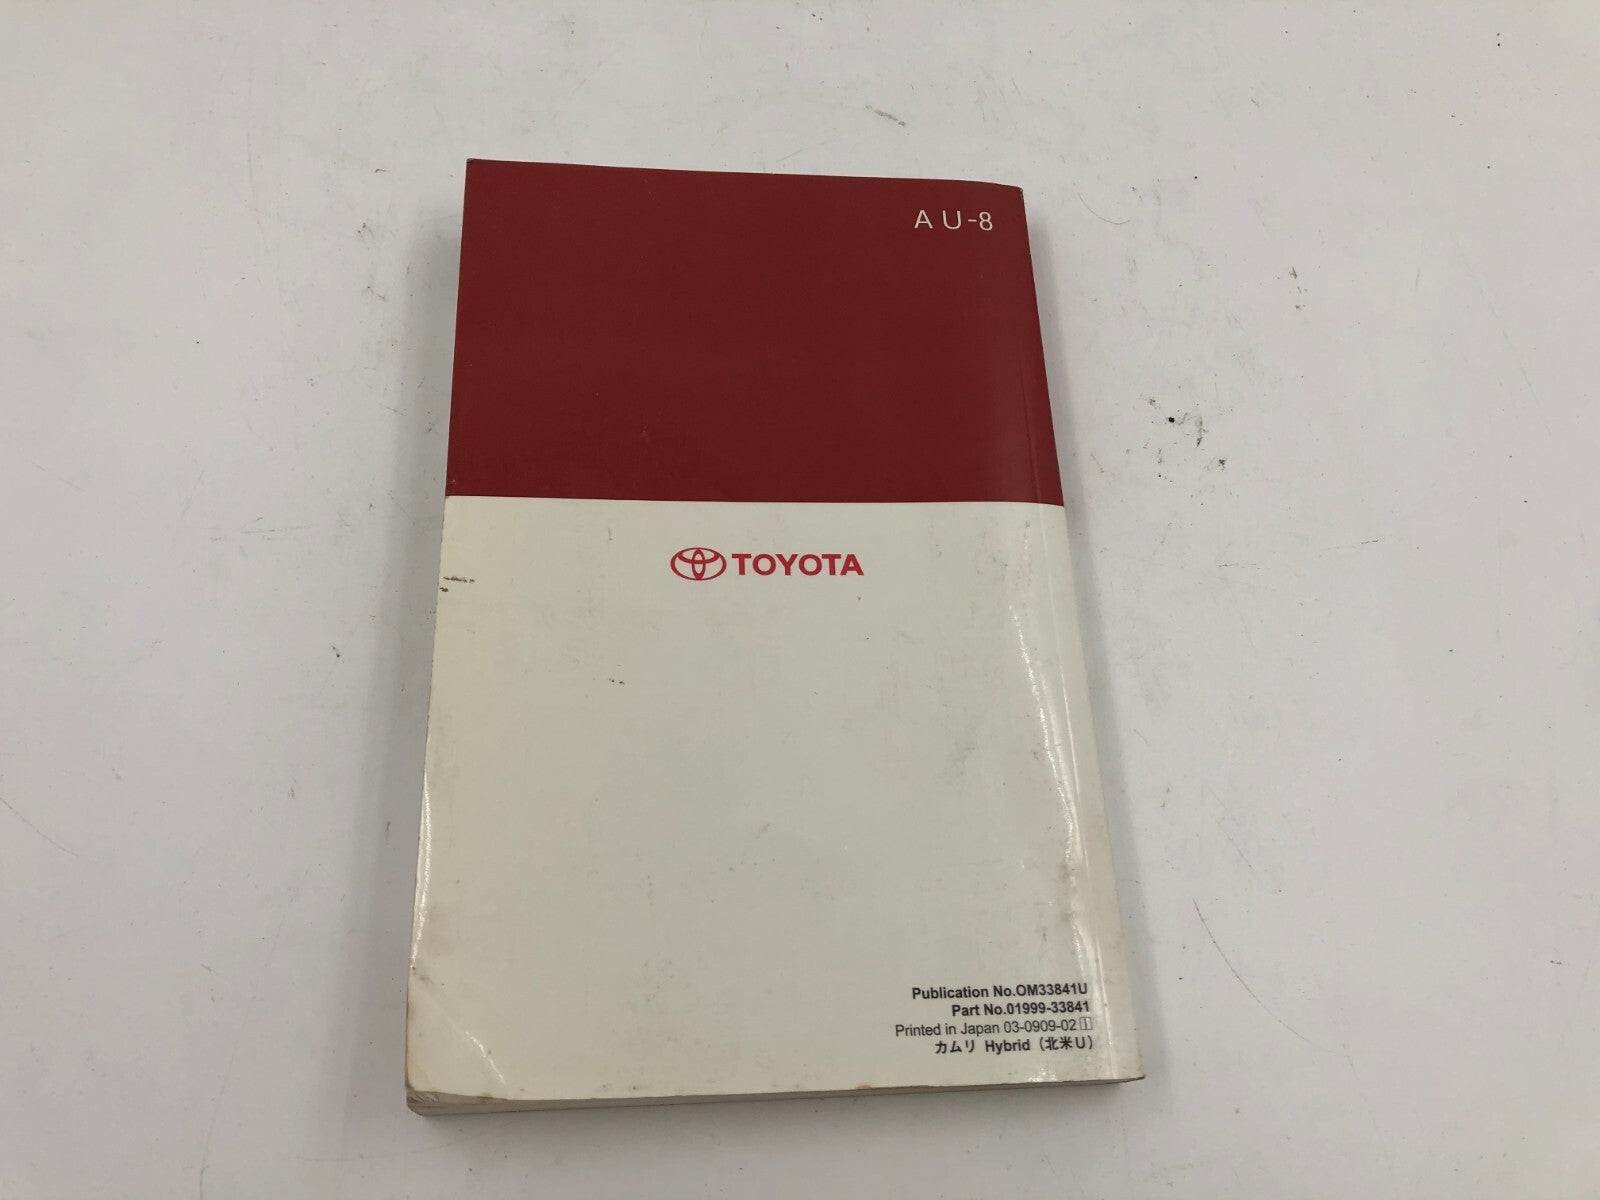 A U-8
TOYOTA
Publication No.OM33841U
Part No.01999-33841
Printed in Japan 03-0909-02 1
カムリ Hybrid（北米U）